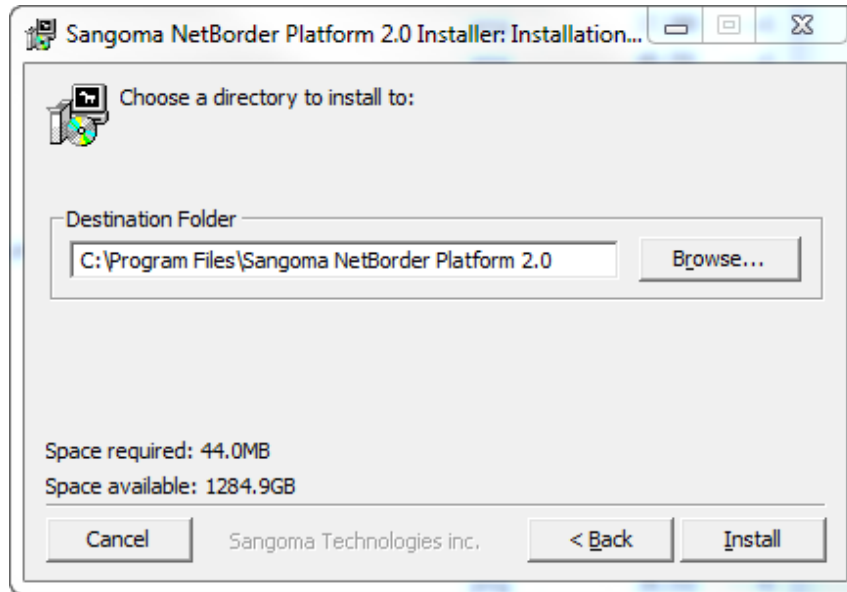 Sangoma NetBorder Platform 2.0 Installer: Installation...
Choose a directory to install to:
Destination Folder
C:\Program Files\Sangoma NetBorder Platform 2.0
Browse...
Space required: 44.0MB
Space available: 1284.9GB
Cancel
Sangoma Technologies inc.
< Back
Install